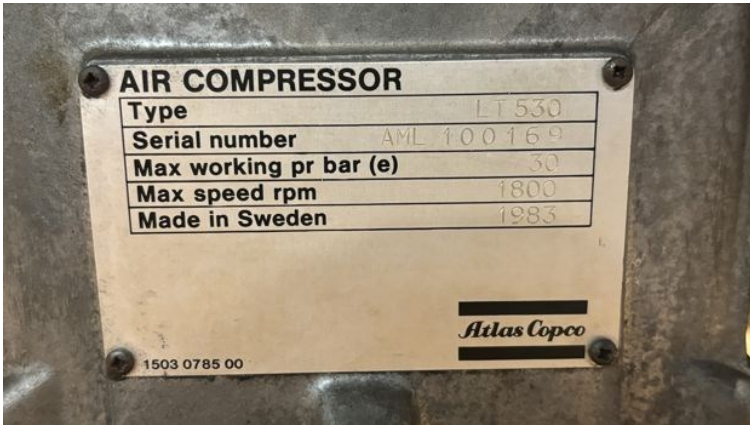 AIR COMPRESSOR
Type LT530
Serial number AML 100169
Max working pr bar (e) 30
Max speed rpm 1800
Made in Sweden 1983
Atlas Copco
1503 0785 00